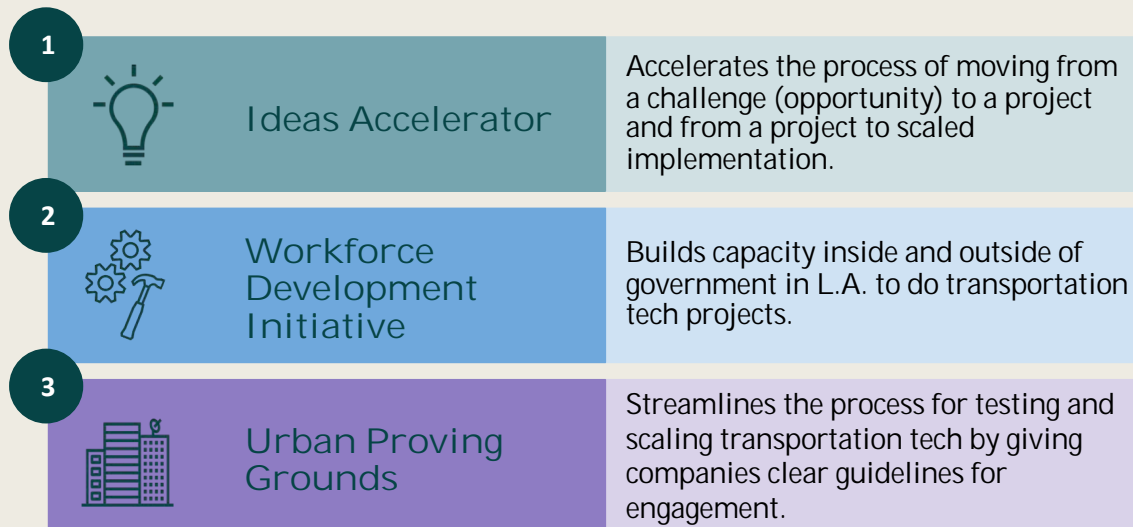 1
Ideas Accelerator
Accelerates the process of moving from
a challenge (opportunity) to a project
and from a project to scaled
implementation.
2
Workforce
Development
Initiative
Builds capacity inside and outside of
government in L.A. to do transportation
tech projects.
3
Urban Proving
Grounds
Streamlines the process for testing and
scaling transportation tech by giving
companies clear guidelines for
engagement.